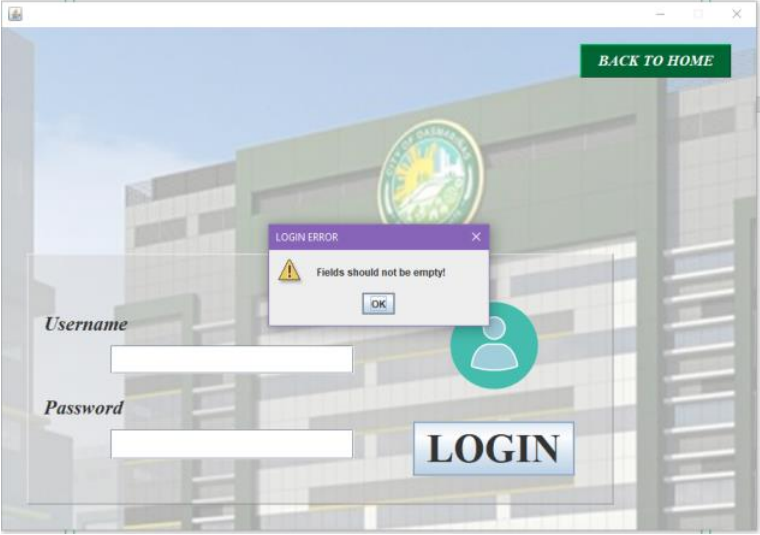 BACK TO HOME
CITY OF DASMARIÑAS
LOGIN ERROR
Fields should not be empty!
OK
Username
Password
LOGIN